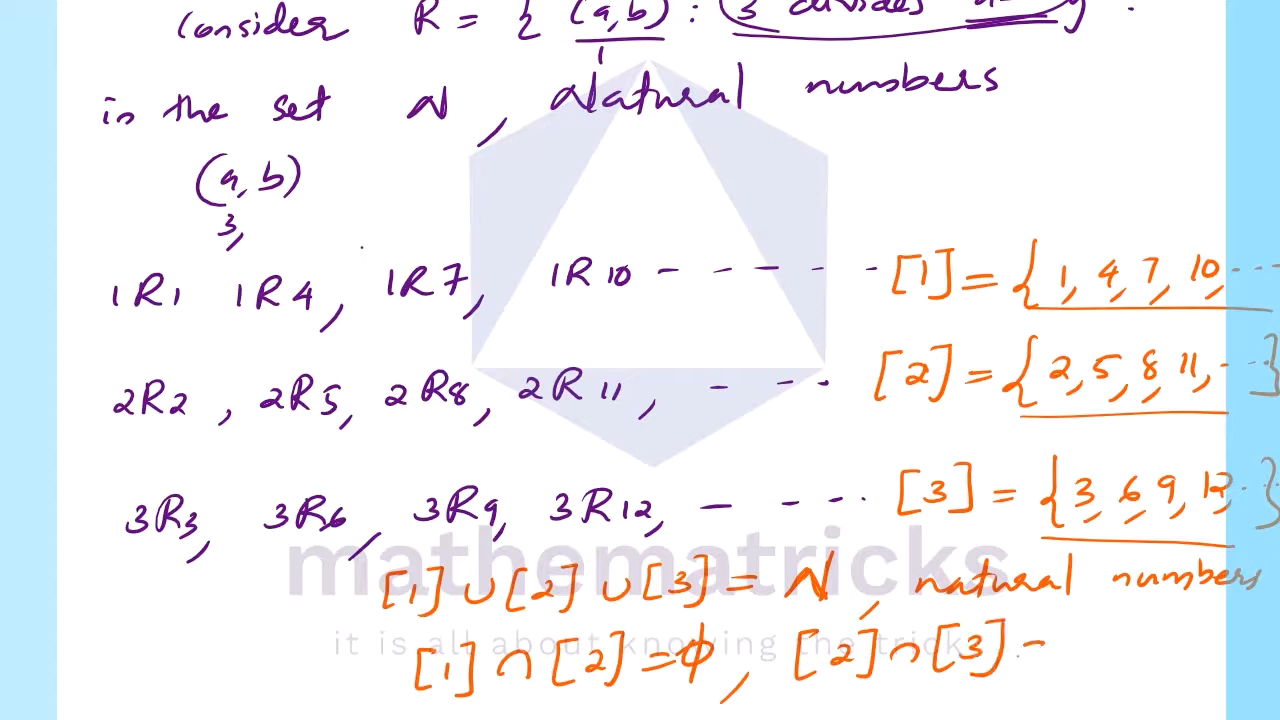 consider R = { (a,b) : 3 divides
in the set N, Natural numbers
(a, b)
3,
1R1 1R4, 1R7, 1R10 - - - - - - [1] = { 1, 4, 7, 10, ...
2R2, 2R5, 2R8, 2R11, - - - [2] = { 2, 5, 8, 11, ... }
3R3, 3R6, 3R9, 3R12, - - - - [3] = { 3, 6, 9, 12, ... }
mathematricks
[1] ∪ [2] ∪ [3] = N, natural numbers
it is all about knowing the tricks
[1] ∩ [2] = ϕ, [2] ∩ [3] -